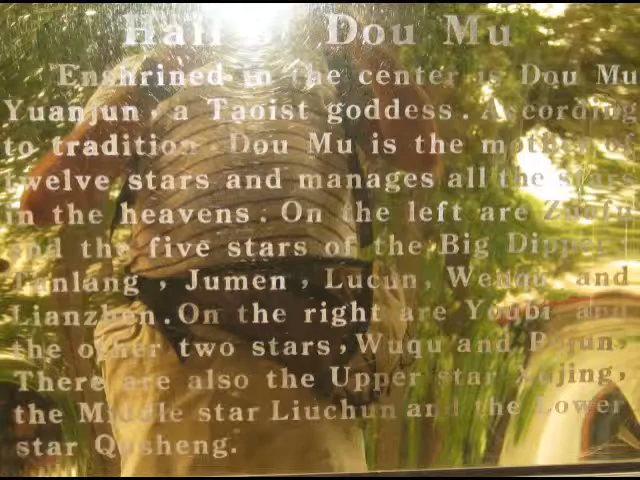 Hall of Dou Mu
Enshrined in the center is Dou Mu
Yuanjun, a Taoist goddess. According
to tradition. Dou Mu is the mother of
twelve stars and manages all the stars
in the heavens. On the left are Zuofu
and the five stars of the Big Dipper,
Tanlang, Jumen, Lucun, Wenqu and
Lianzhen. On the right are Youbi and
the other two stars, Wuqu and Pojun.
There are also the Upper star Xujing,
the Middle star Liuchun and the Lower
star Qusheng.